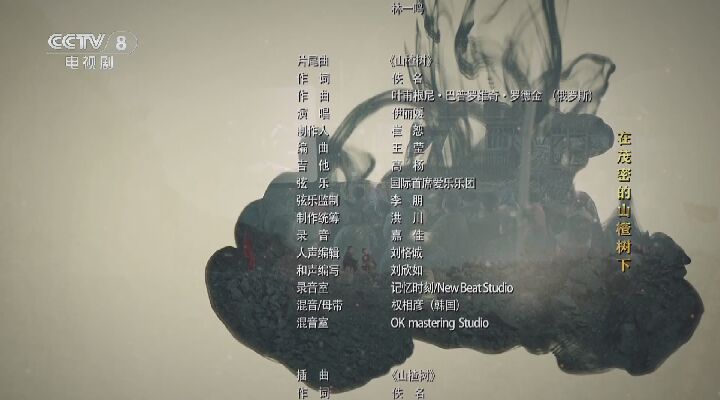 林一鸣
CCTV 8
电视剧
片尾曲 《山楂树》
作 词 佚 名
作 曲 叶甫根尼·巴普罗维奇·罗德金 （俄罗斯）
演 唱 伊丽媛
制作人 崔 恕
编 曲 王 莹
吉 他 高 杨
弦 乐 国际首席爱乐乐团
弦乐监制 李 朋
制作统筹 洪 川
录 音 嘉 佳
人声编辑 刘恪诚
和声编写 刘欣如
录音室 记忆时刻/New Beat Studio
混音/母带 权相彦（韩国）
混音室 OK mastering Studio
插 曲 《山楂树》
作 词 佚 名
在茂密的山楂树下